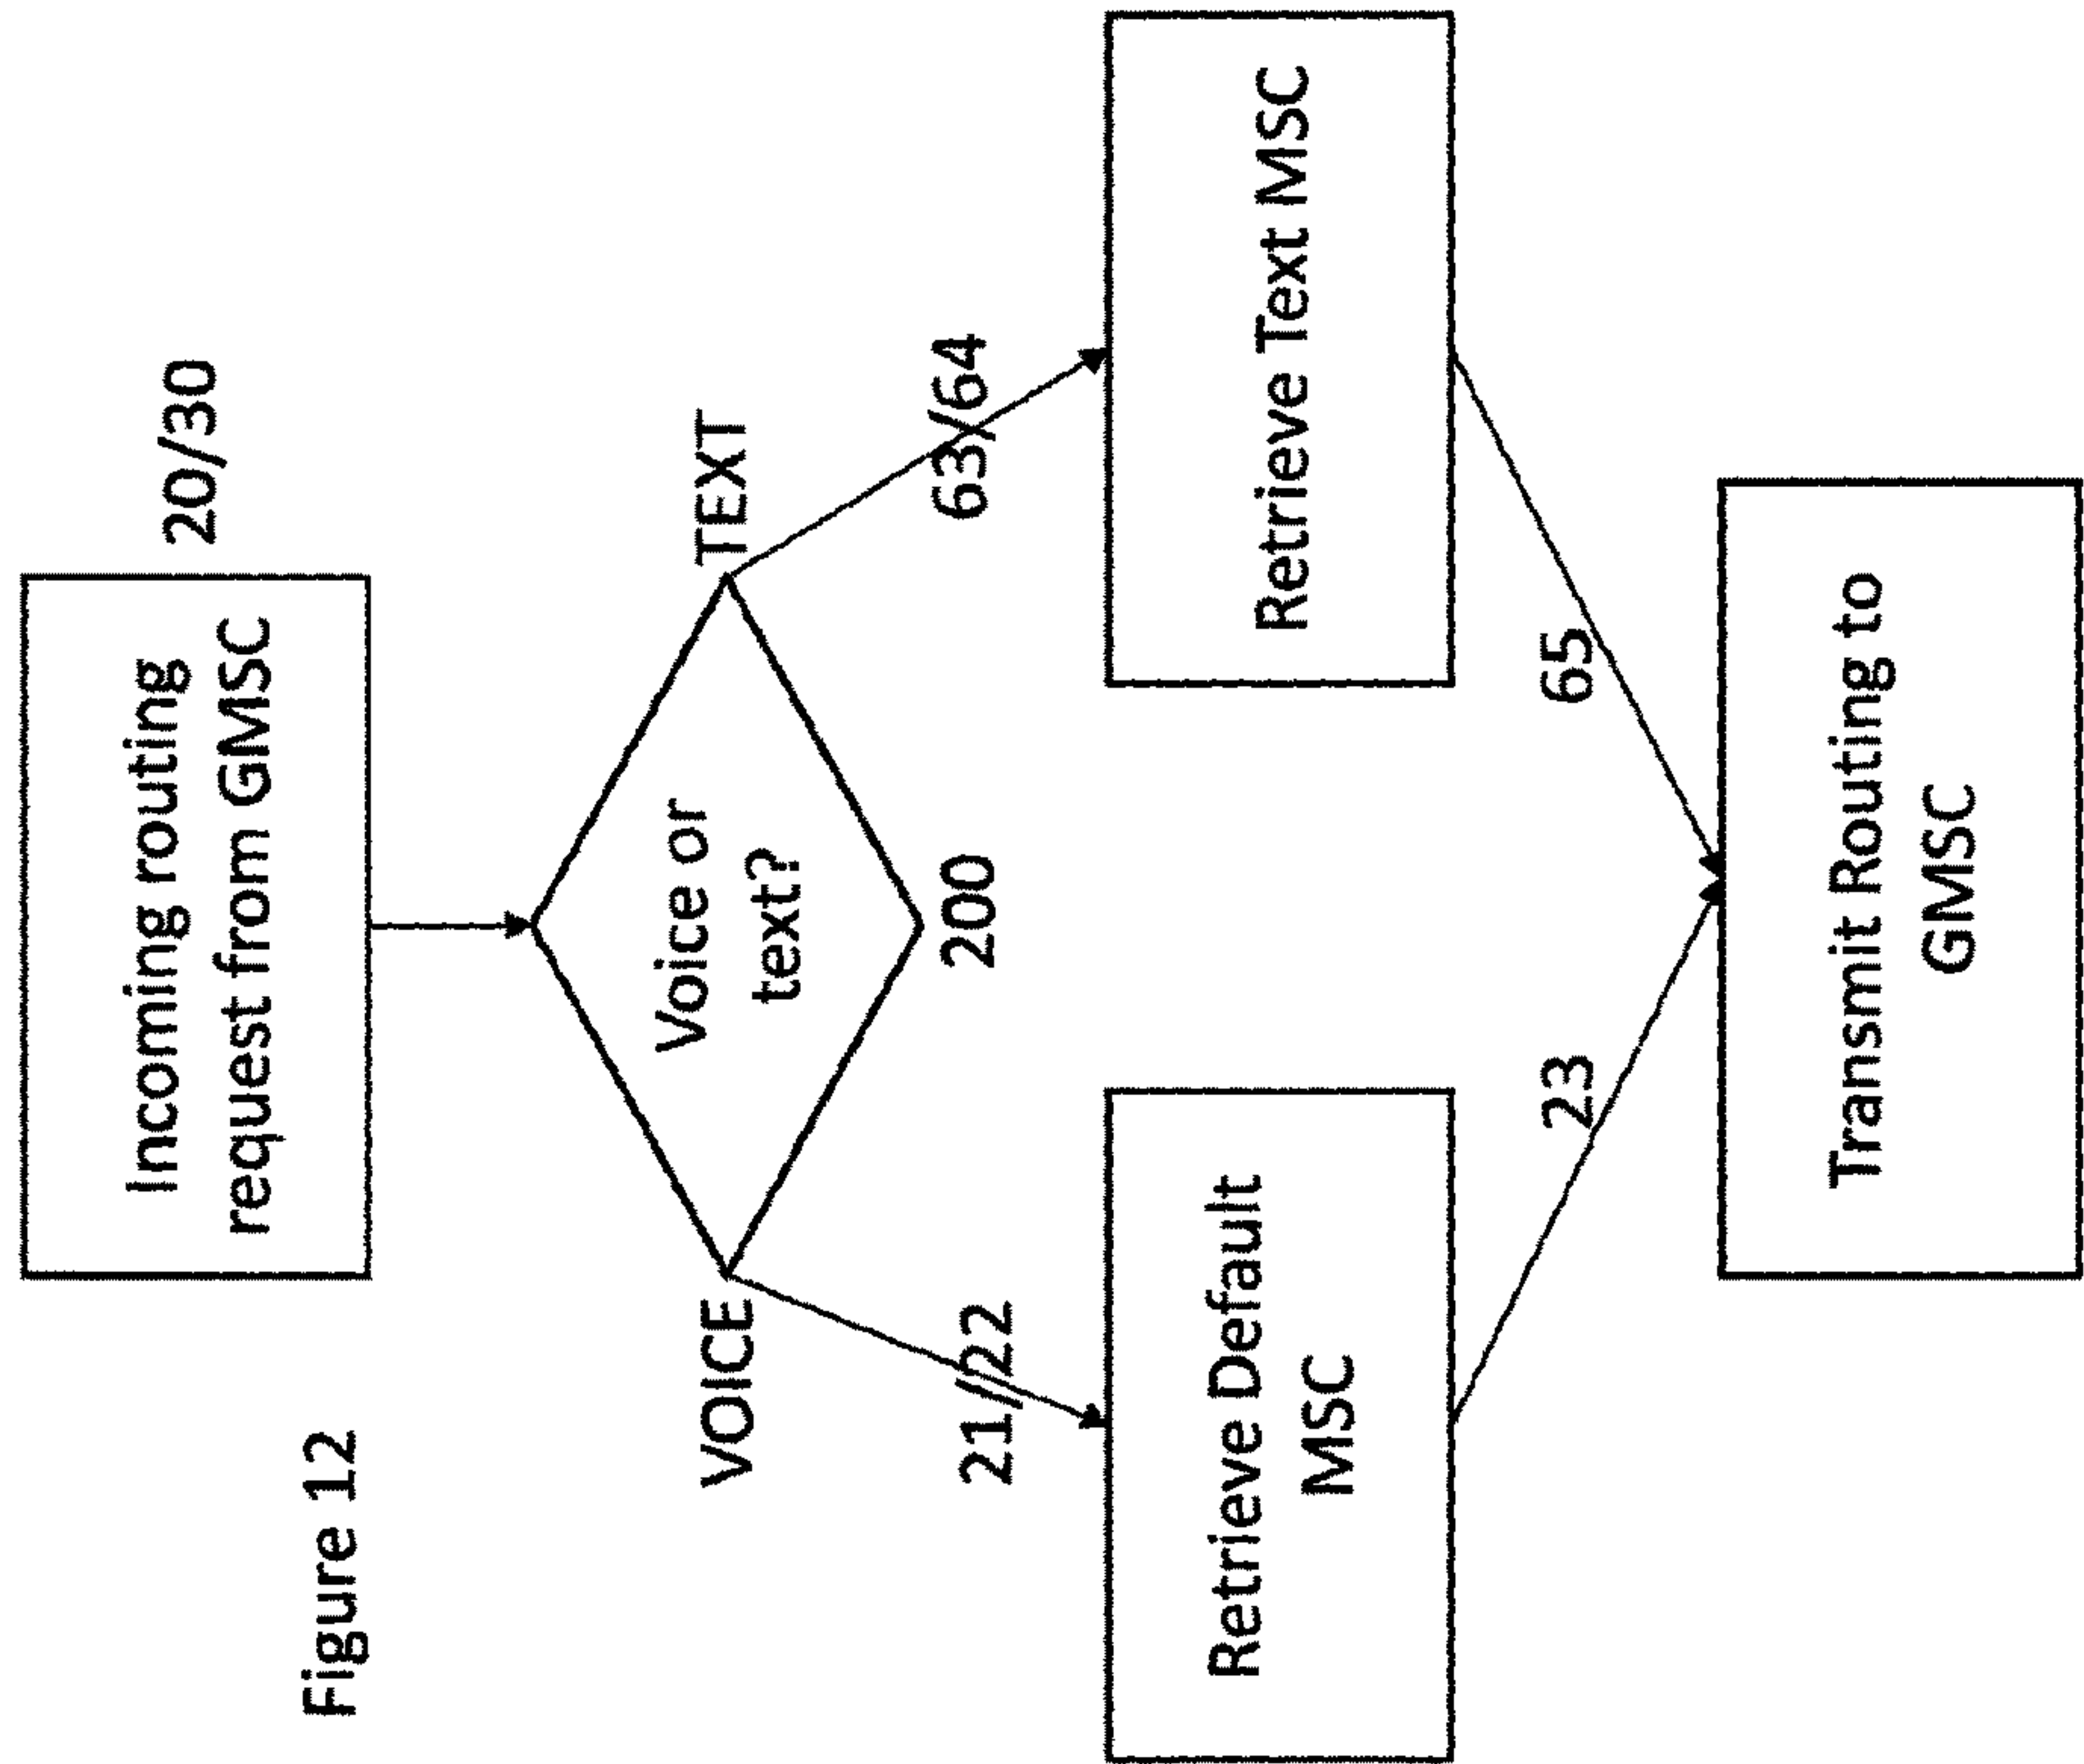 Figure 12
Incoming routing
request from GMSC
20/30
Voice or
text?
VOICE
TEXT
200
21/22
63/64
Retrieve Default
MSC
Retrieve Text MSC
23
65
Transmit Routing to
GMSC